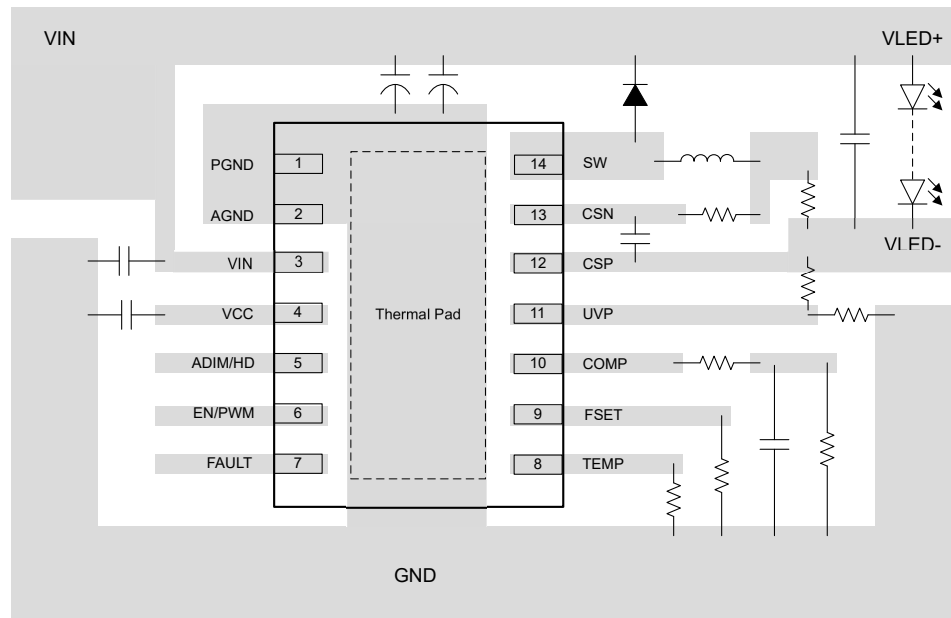 VIN VLED+
PGND 1 14 SW
AGND 2 13 CSN
VLED-
VIN 3 12 CSP
VCC 4 Thermal Pad 11 UVP
ADIM/HD 5 10 COMP
EN/PWM 6 9 FSET
FAULT 7 8 TEMP
GND